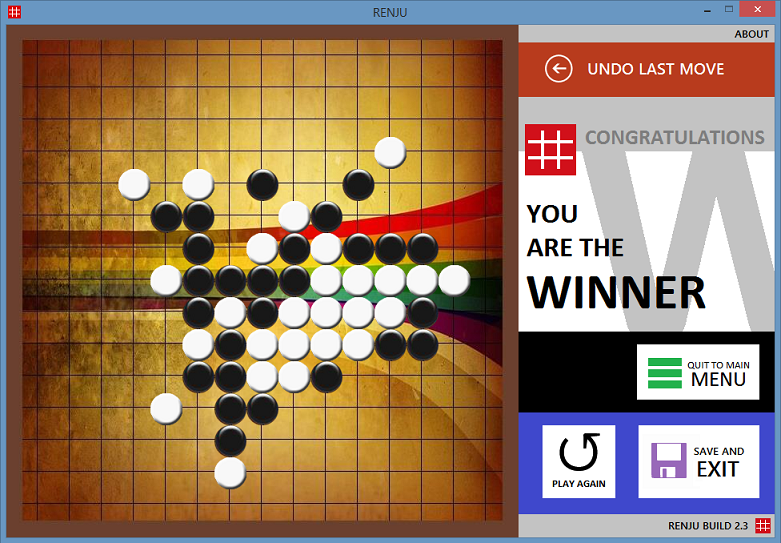 RENJU
ABOUT
UNDO LAST MOVE
CONGRATULATIONS
W
YOU
ARE THE
WINNER
QUIT TO MAIN
MENU
PLAY AGAIN
SAVE AND
EXIT
RENJU BUILD 2.3